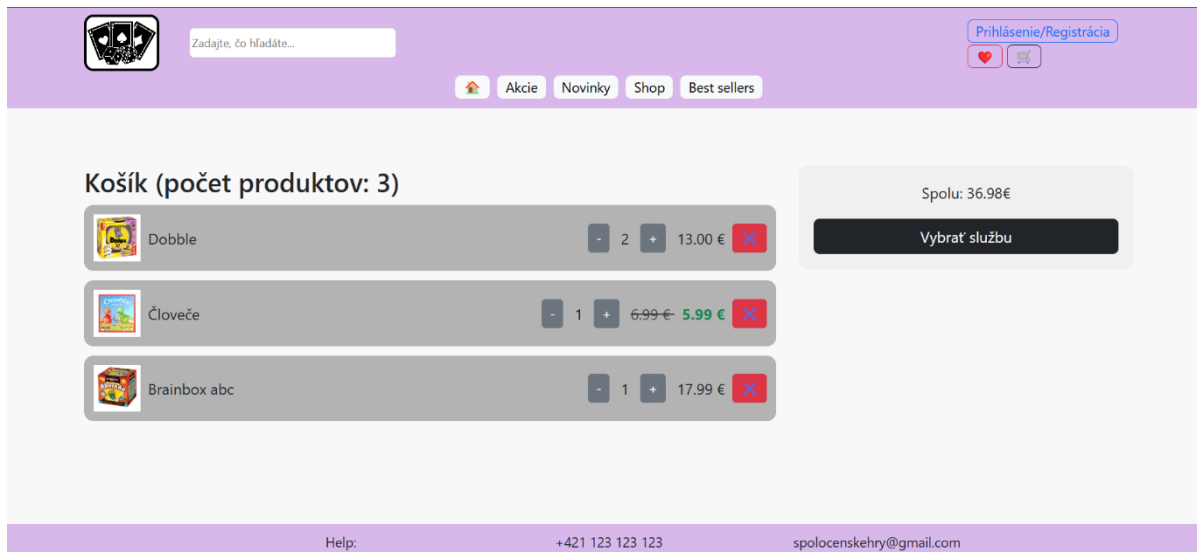 Zadajte, čo hľadáte...
Prihlásenie/Registrácia
Akcie Novinky Shop Best sellers
Košík (počet produktov: 3)
Dobble - 2 + 13.00 €
Človeče - 1 + 6.99 € 5.99 €
Brainbox abc - 1 + 17.99 €
Spolu: 36.98€
Vybrať službu
Help: +421 123 123 123 spolocenskehry@gmail.com